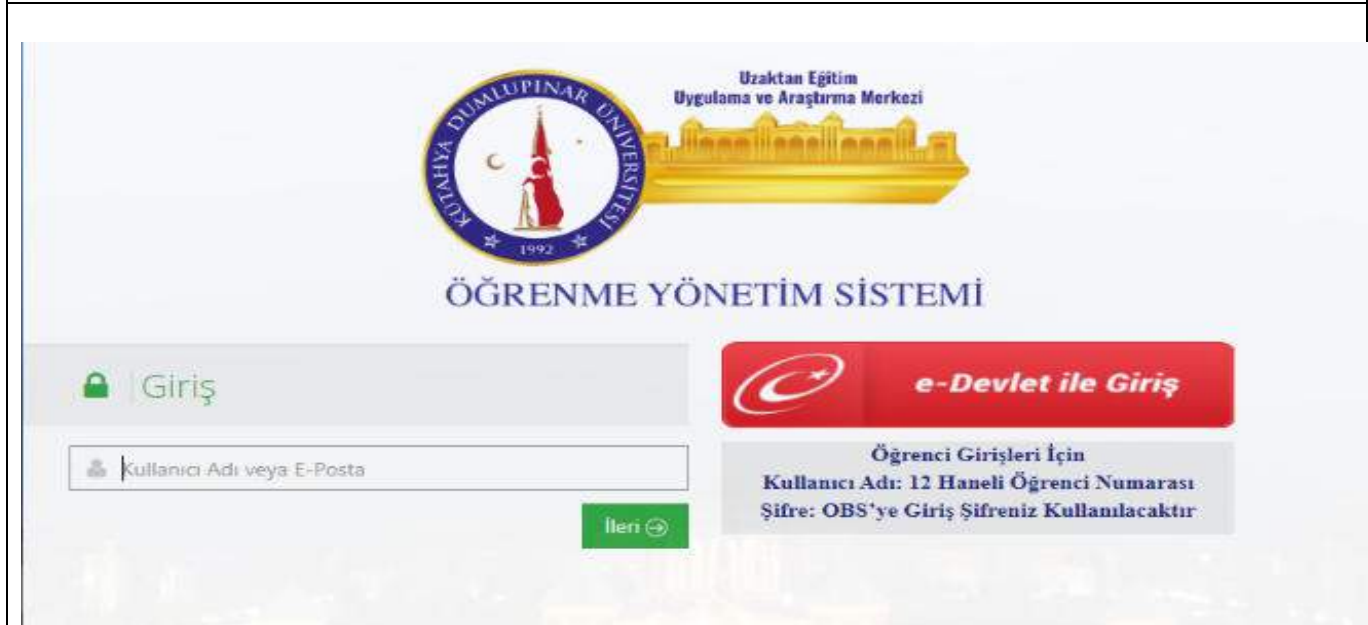 Uzaktan Eğitim
Uygulama ve Araştırma Merkezi
KÜTAHYA DUMLUPINAR ÜNİVERSİTESİ
1992
ÖĞRENME YÖNETİM SİSTEMİ
Giriş
Kullanıcı Adı veya E-Posta
İleri
e-Devlet ile Giriş
Öğrenci Girişleri İçin
Kullanıcı Adı: 12 Haneli Öğrenci Numarası
Şifre: OBS'ye Giriş Şifreniz Kullanılacaktır